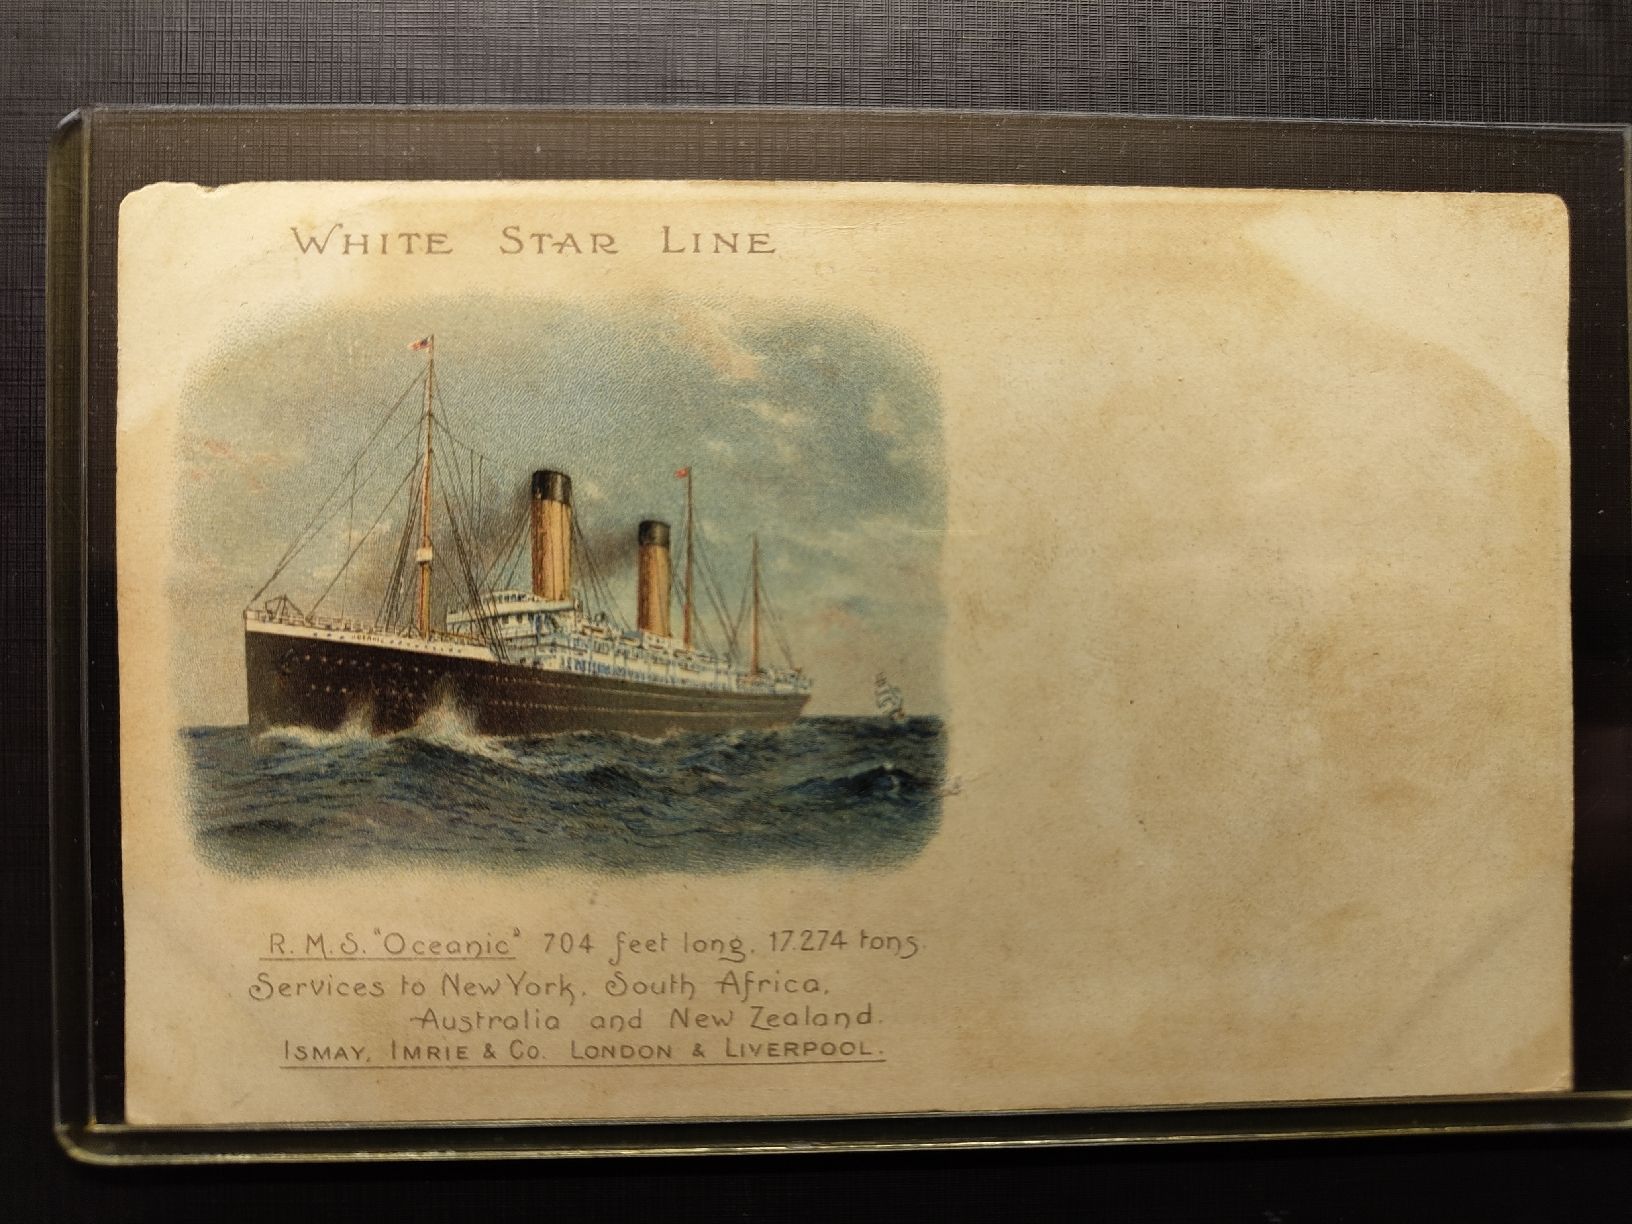 WHITE STAR LINE
OCEANIC
R.M.S. "Oceanic" 704 feet long, 17.274 tons.
Services to New York, South Africa,
Australia and New Zealand.
ISMAY, IMRIE & CO. LONDON & LIVERPOOL.